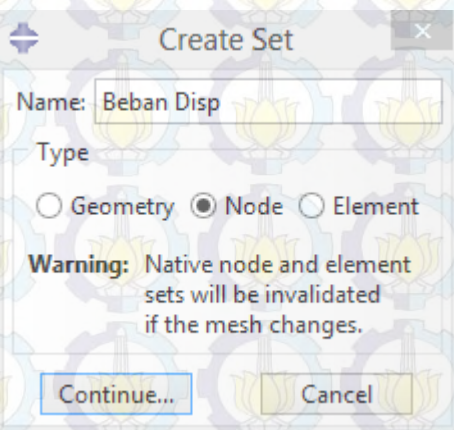 Create Set
Name: Beban Disp
Type
Geometry Node Element
Warning: Native node and element
sets will be invalidated
if the mesh changes.
Continue... Cancel